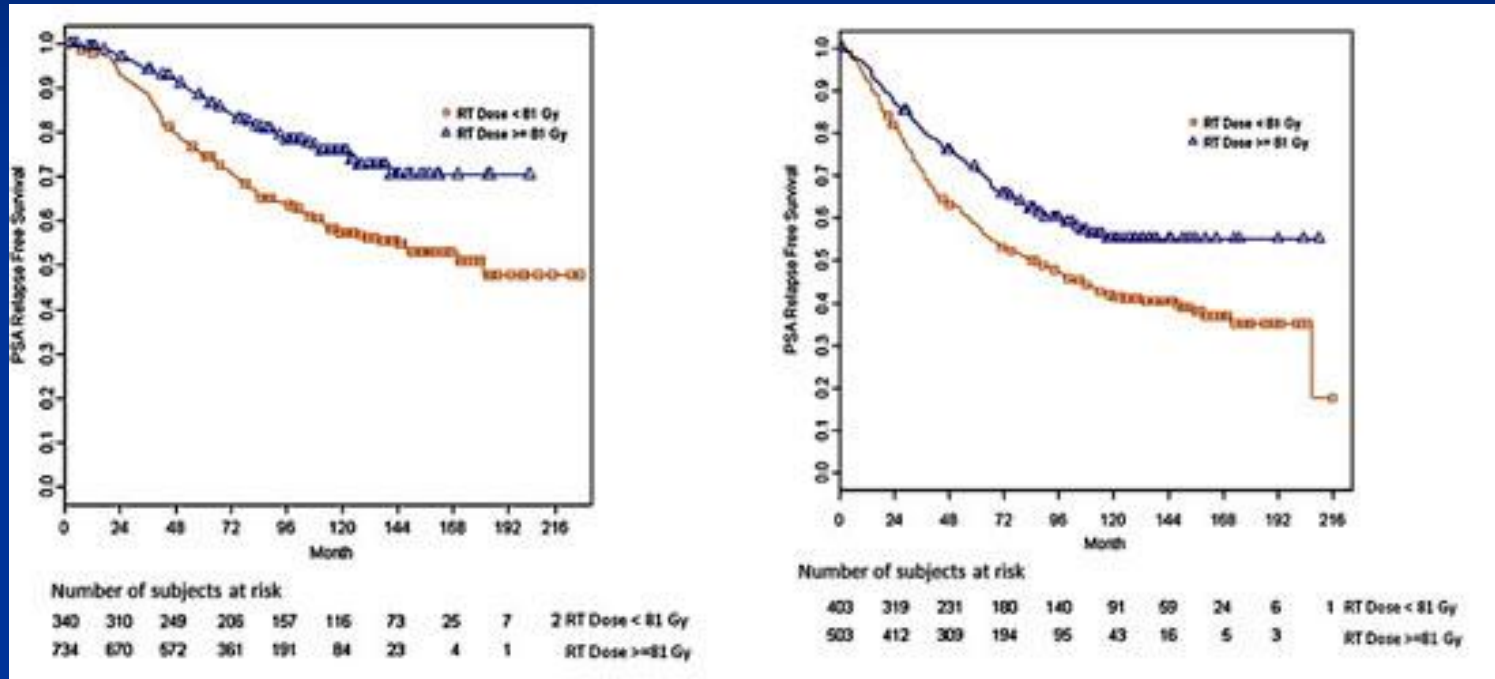 PSA Relapse Free Survival
1.0
0.9
0.8
0.7
0.6
0.5
0.4
0.3
0.2
0.1
0.0
RT Dose < 81 Gy
RT Dose >= 81 Gy
0 24 48 72 96 120 144 168 192 216
Month
Number of subjects at risk
340 310 249 206 157 116 73 25 7 2 RT Dose < 81 Gy
734 670 572 361 191 84 23 4 1 RT Dose >=81 Gy
PSA Relapse Free Survival
1.0
0.9
0.8
0.7
0.6
0.5
0.4
0.3
0.2
0.1
0.0
RT Dose < 81 Gy
RT Dose >= 81 Gy
0 24 48 72 96 120 144 168 192 216
Month
Number of subjects at risk
403 319 231 180 140 91 59 24 6 1 RT Dose < 81 Gy
503 412 309 194 95 43 16 5 3 RT Dose >=81 Gy